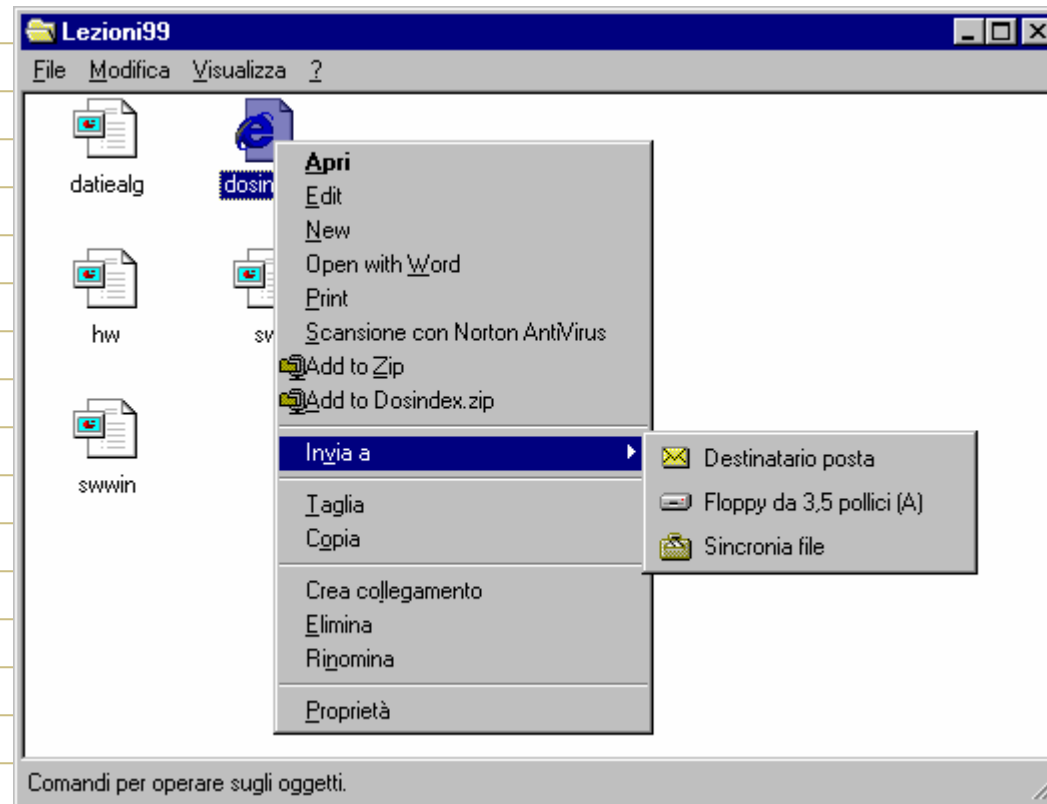 Lezioni99
File Modifica Visualizza ?
datiealg
dosin
hw
sw
swwin
Apri
Edit
New
Open with Word
Print
Scansione con Norton AntiVirus
Add to Zip
Add to Dosindex.zip
Invia a
Taglia
Copia
Crea collegamento
Elimina
Rinomina
Proprietà
Destinatario posta
Floppy da 3,5 pollici (A)
Sincronia file
Comandi per operare sugli oggetti.